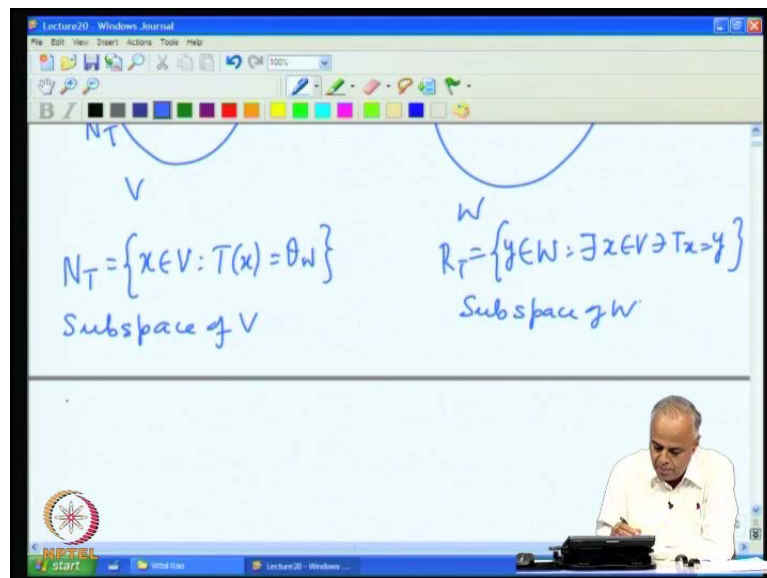 Lecture20 - Windows Journal
File Edit View Insert Actions Tools Help
100%
B I
N_T
V
W
N_T = {x ∈ V : T(x) = θ_W}
R_T = {y ∈ W : ∃ x ∈ V ∋ Tx = y}
Subspace of V
Subspace of W
NPTEL
start
Vittal Rao
Lecture20 - Windows ...